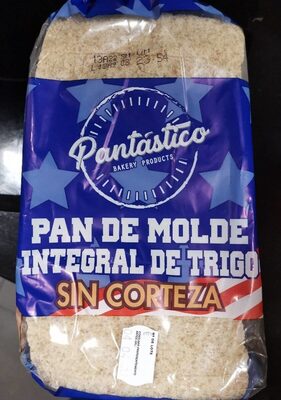 Pantástico
BAKERY PRODUCTS
PAN DE MOLDE
INTEGRAL DE TRIGO
SIN CORTEZA